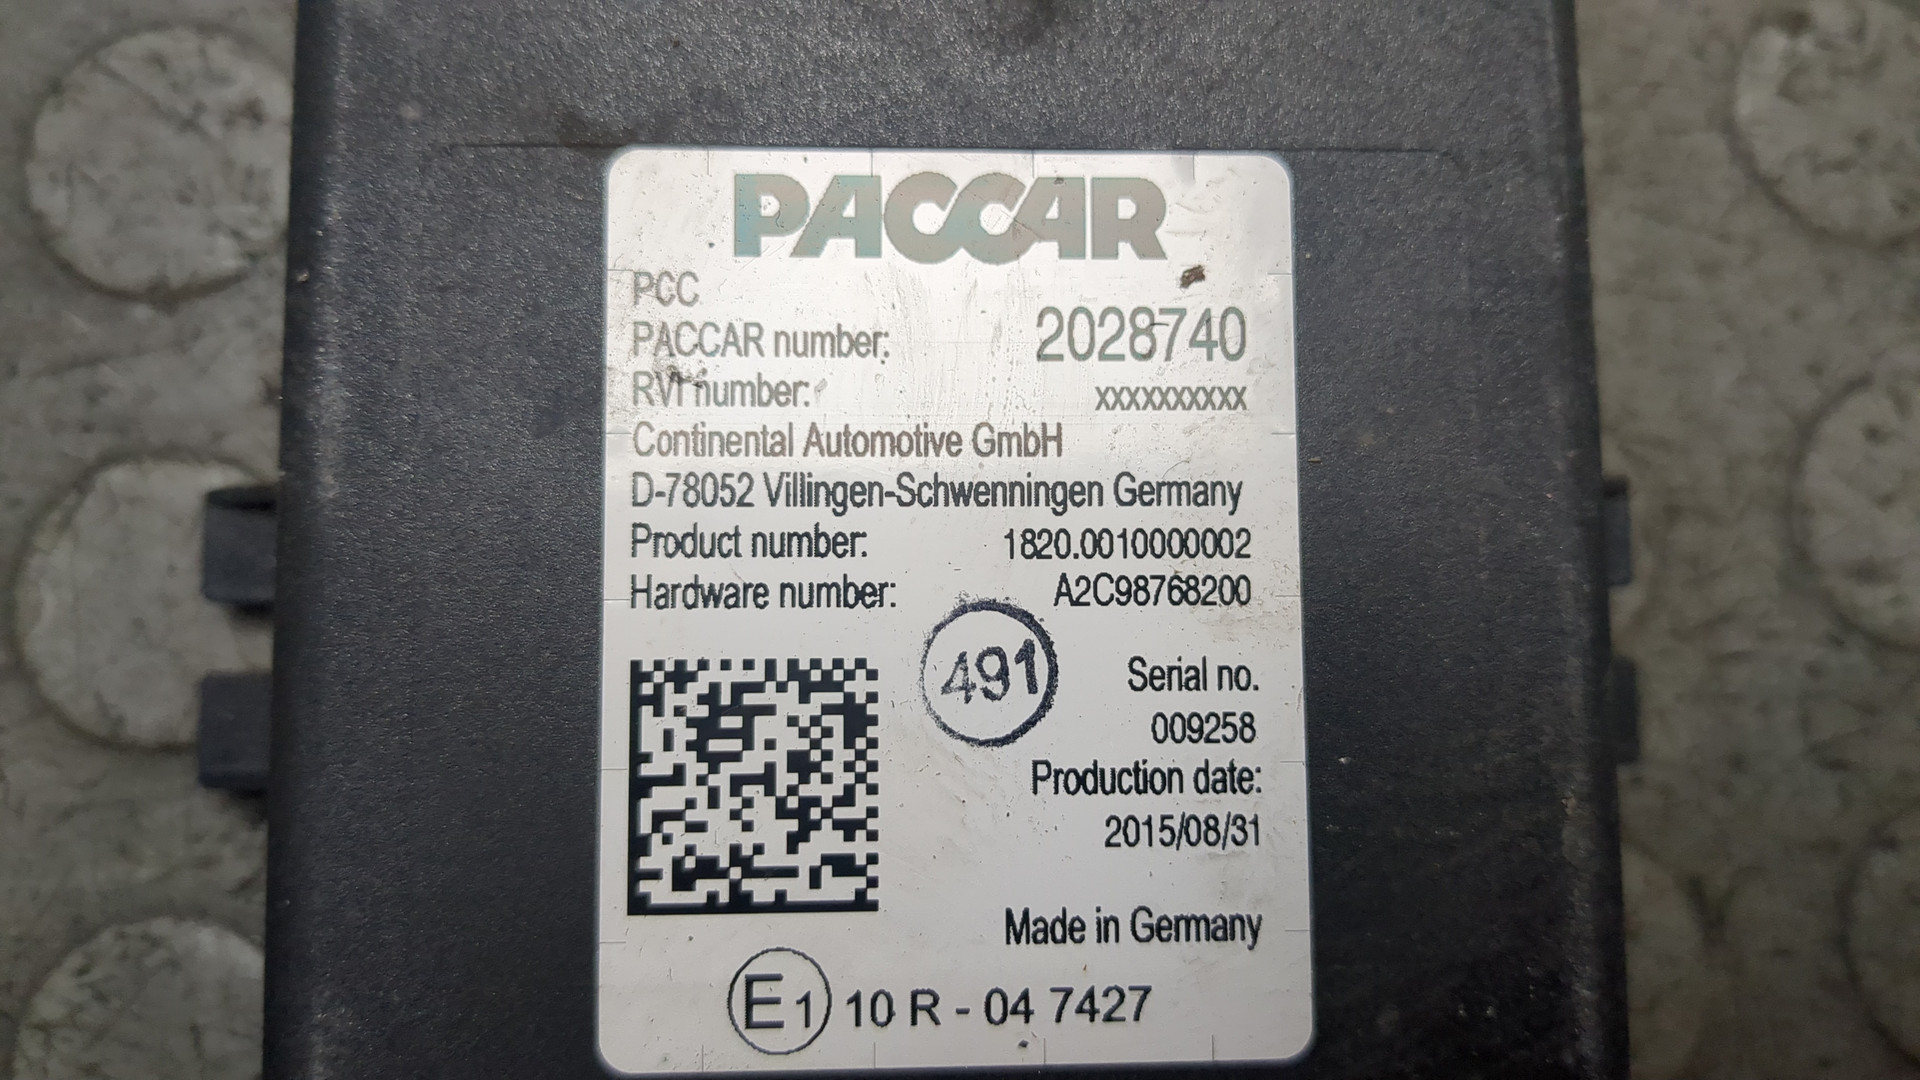 PACCAR
PCC
PACCAR number: 2028740
RVI number: xxxxxxxxxx
Continental Automotive GmbH
D-78052 Villingen-Schwenningen Germany
Product number: 1820.0010000002
Hardware number: A2C98768200
491
Serial no.
009258
Production date:
2015/08/31
Made in Germany
E1 10 R - 04 7427